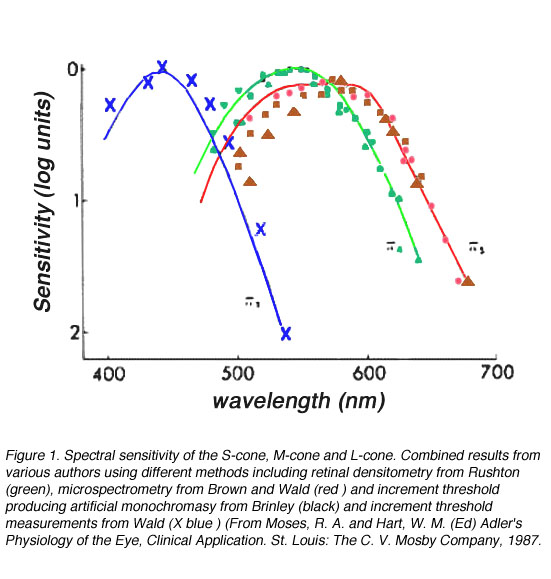 0
1
2
Sensitivity (log units)
π₁
π₄
π₅
400 500 600 700
wavelength (nm)
Figure 1. Spectral sensitivity of the S-cone, M-cone and L-cone. Combined results from
various authors using different methods including retinal densitometry from Rushton
(green), microspectrometry from Brown and Wald (red ) and increment threshold
producing artificial monochromasy from Brinley (black) and increment threshold
measurements from Wald (X blue ) (From Moses, R. A. and Hart, W. M. (Ed) Adler's
Physiology of the Eye, Clinical Application. St. Louis: The C. V. Mosby Company, 1987.